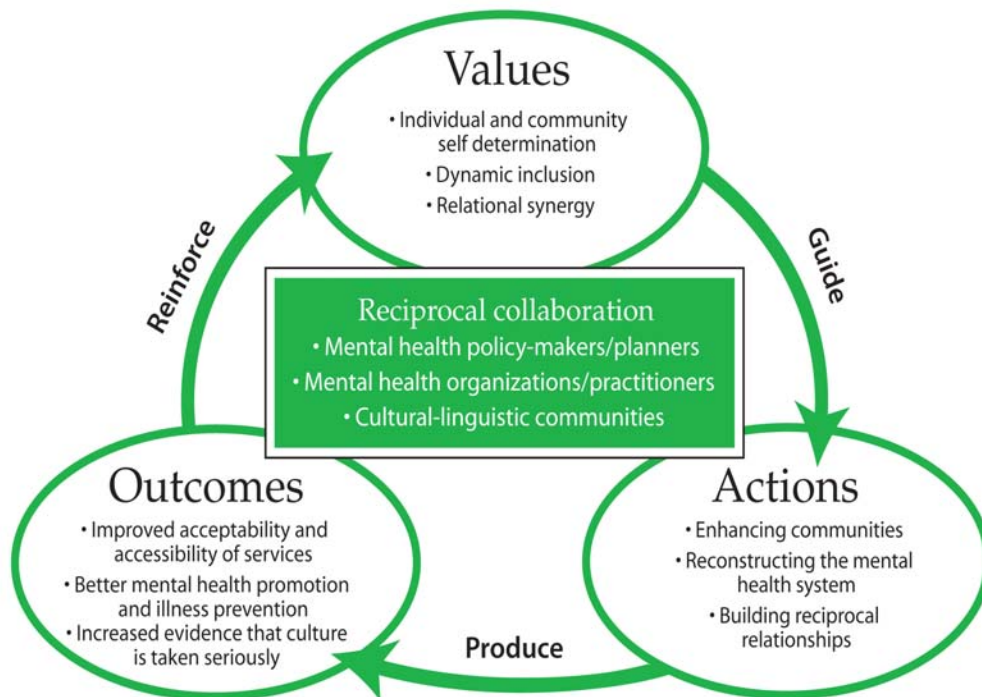 Values
• Individual and community
self determination
• Dynamic inclusion
• Relational synergy
Reinforce
Guide
Reciprocal collaboration
• Mental health policy-makers/planners
• Mental health organizations/practitioners
• Cultural-linguistic communities
Outcomes
• Improved acceptability and
accessibility of services
• Better mental health promotion
and illness prevention
• Increased evidence that culture
is taken seriously
Actions
• Enhancing communities
• Reconstructing the mental
health system
• Building reciprocal
relationships
Produce